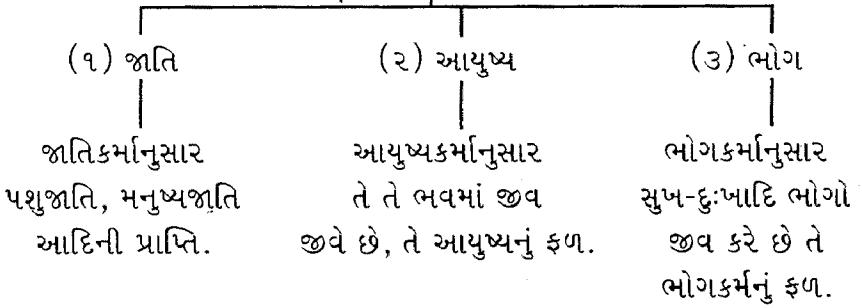 (૧) જાતિ (૨) આયુષ્ય (૩) ભોગ
જાતિકર્માનુસાર
પશુજાતિ, મનુષ્યજાતિ
આદિની પ્રાપ્તિ.
આયુષ્યકર્માનુસાર
તે તે ભવમાં જીવ
જીવે છે, તે આયુષ્યનું ફળ.
ભોગકર્માનુસાર
સુખ-દુઃખાદિ ભોગો
જીવ કરે છે તે
ભોગકર્મનું ફળ.